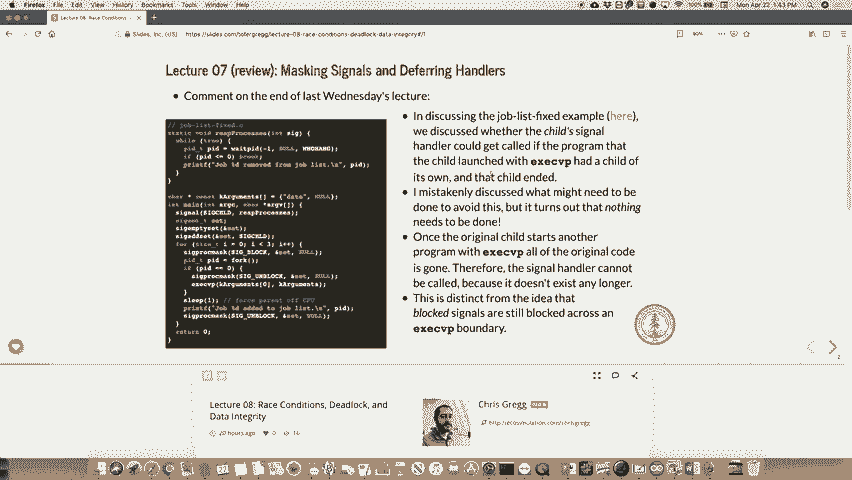 Firefox File Edit View History Bookmarks Tools Window Help
100%
Mon Apr 22 1:43 PM
Lecture 08: Race Conditions,
Slides, Inc. (US)
https://slides.com/tofergregg/lecture-08-race-conditions-deadlock-data-integrity#/1
90%
Lecture 07 (review): Masking Signals and Deferring Handlers
Comment on the end of last Wednesday's lecture:
// job-list-fixed.c
static void reapProcesses(int sig) {
while (true) {
pid_t pid = waitpid(-1, NULL, WNOHANG);
if (pid <= 0) break;
printf("Job %d removed from job list.\n", pid);
}
}
char * const kArguments[] = {"date", NULL};
int main(int argc, char *argv[]) {
signal(SIGCHLD, reapProcesses);
sigset_t set;
sigemptyset(&set);
sigaddset(&set, SIGCHLD);
for (size_t i = 0; i < 3; i++) {
sigprocmask(SIG_BLOCK, &set, NULL);
pid_t pid = fork();
if (pid == 0) {
sigprocmask(SIG_UNBLOCK, &set, NULL);
execvp(kArguments[0], kArguments);
}
sleep(1); // force parent off CPU
printf("Job %d added to job list.\n", pid);
sigprocmask(SIG_UNBLOCK, &set, NULL);
}
return 0;
}
In discussing the job-list-fixed example (here),
we discussed whether the child's signal
handler could get called if the program that
the child launched with execvp had a child of
its own, and that child ended.
I mistakenly discussed what might need to be
done to avoid this, but it turns out that nothing
needs to be done!
Once the original child starts another
program with execvp all of the original code
is gone. Therefore, the signal handler cannot
be called, because it doesn't exist any longer.
This is distinct from the idea that
blocked signals are still blocked across an
execvp boundary.
2
Lecture 08: Race Conditions, Deadlock, and
Data Integrity
hours ago
Chris Gregg